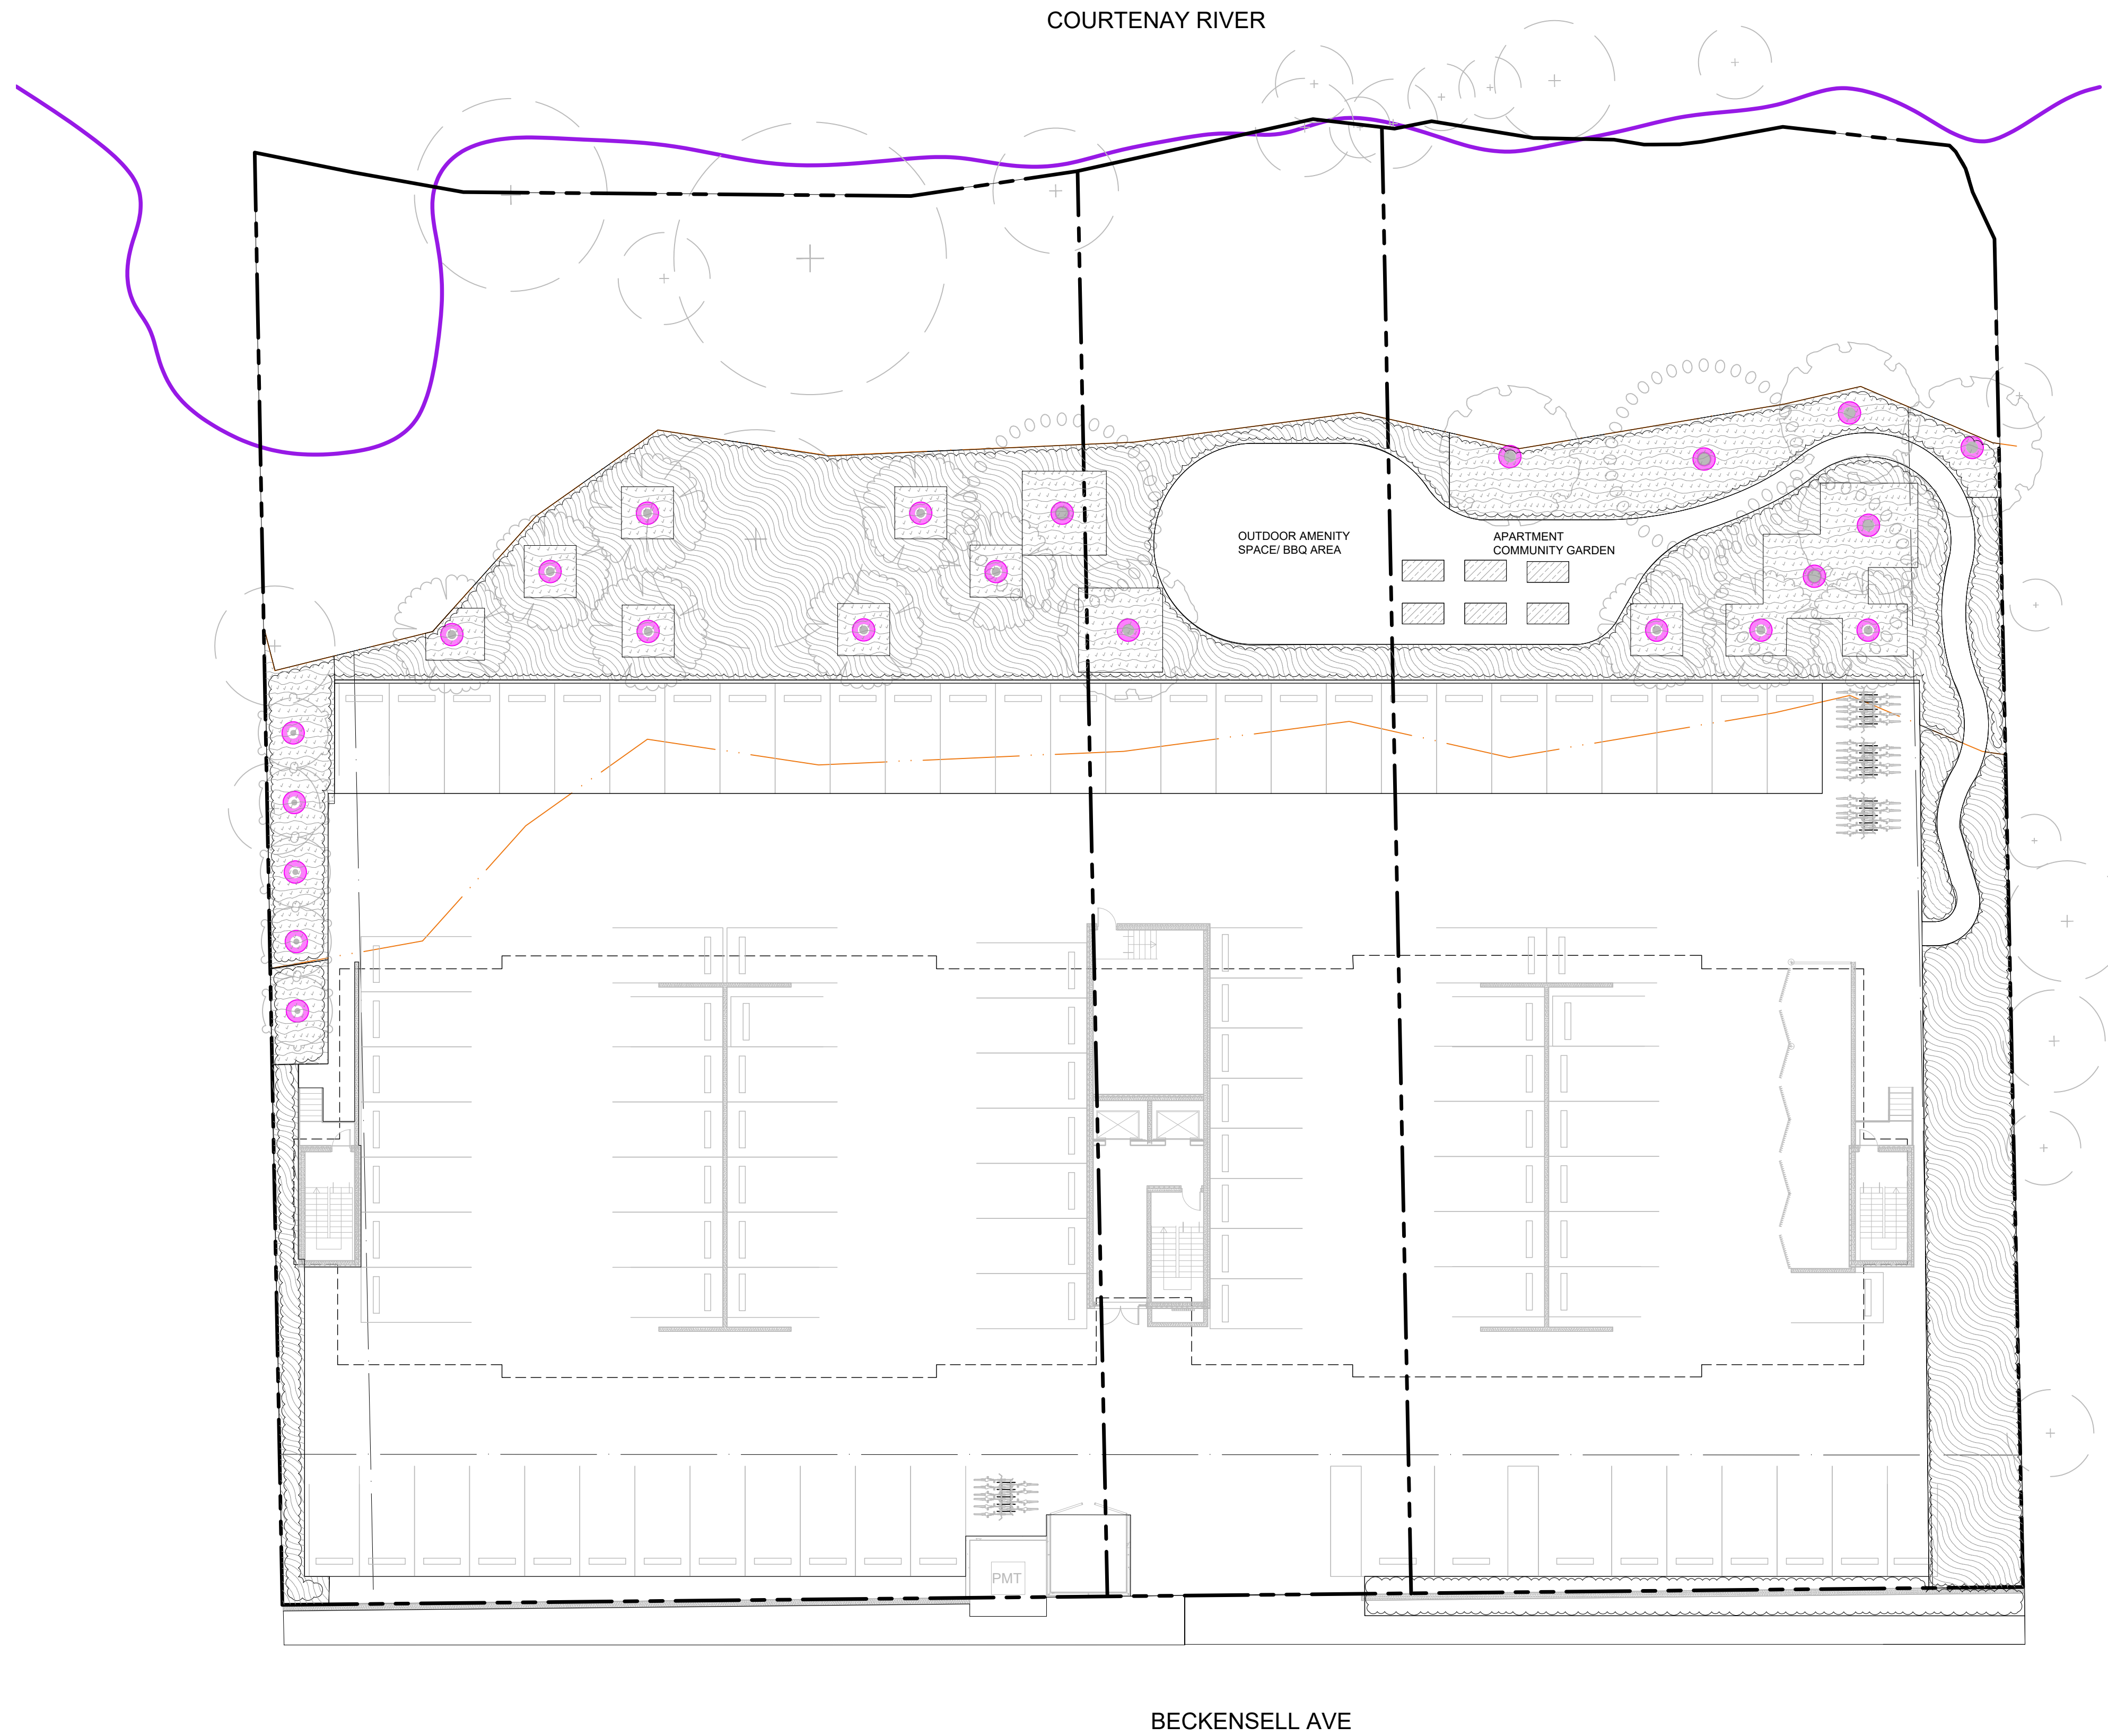 COURTENAY RIVER
OUTDOOR AMENITY
SPACE/ BBQ AREA
APARTMENT
COMMUNITY GARDEN
PMT
BECKENSELL AVE